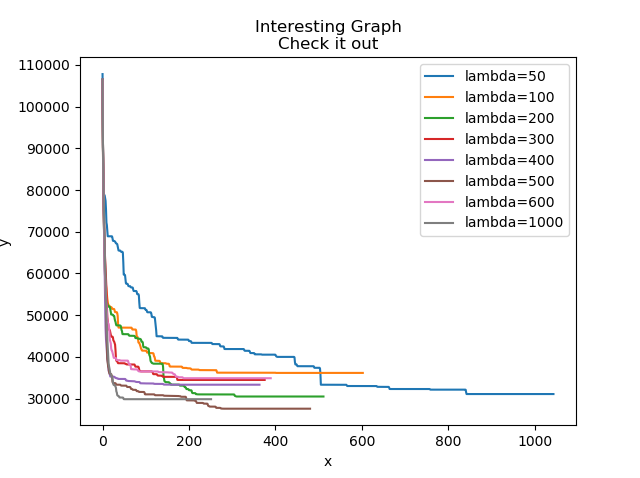 Interesting Graph
Check it out
110000
100000
90000
80000
70000
60000
50000
40000
30000
y
lambda=50
lambda=100
lambda=200
lambda=300
lambda=400
lambda=500
lambda=600
lambda=1000
0 200 400 600 800 1000
x